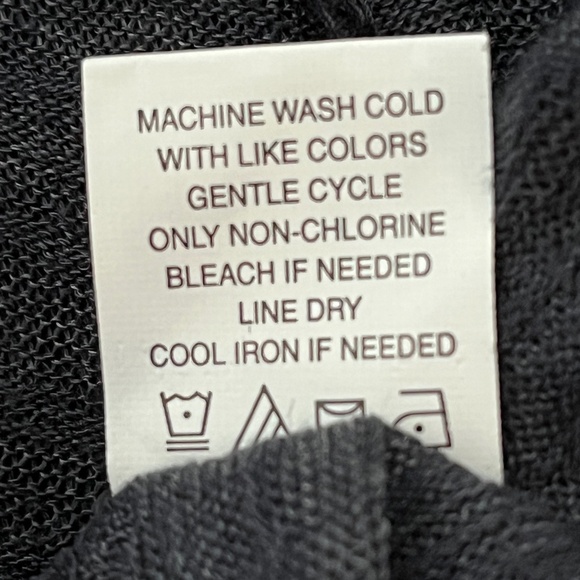 MACHINE WASH COLD
WITH LIKE COLORS
GENTLE CYCLE
ONLY NON-CHLORINE
BLEACH IF NEEDED
LINE DRY
COOL IRON IF NEEDED